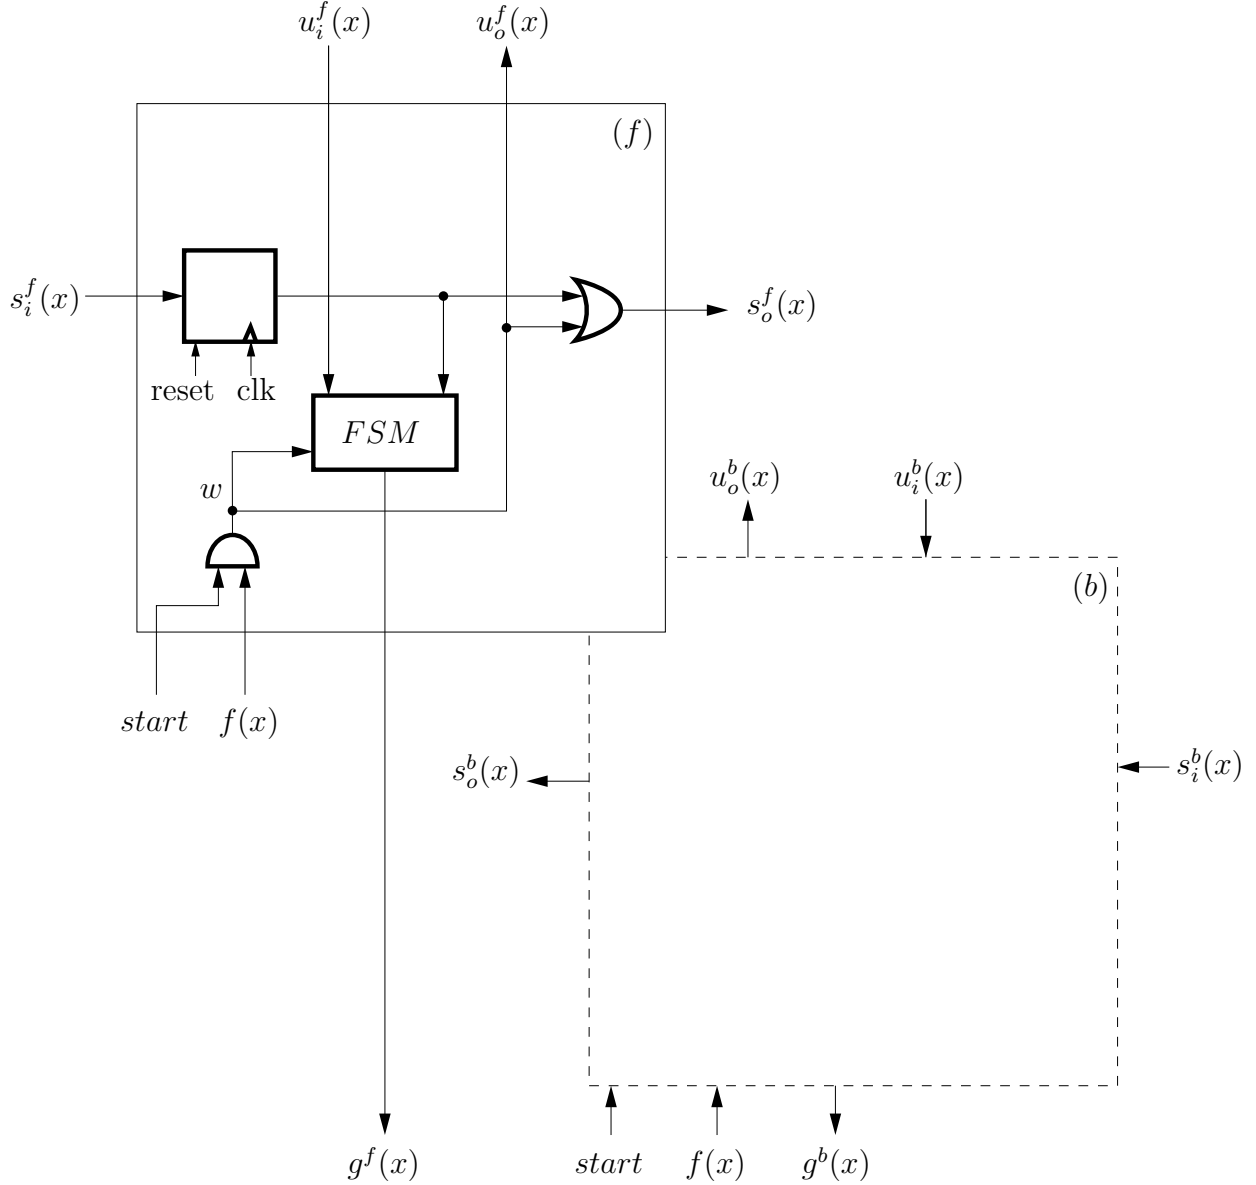 u_i^f(x) u_o^f(x)
(f)
s_i^f(x) s_o^f(x)
reset clk
FSM
w
u_o^b(x) u_i^b(x)
(b)
start f(x)
s_o^b(x) s_i^b(x)
g^f(x) start f(x) g^b(x)